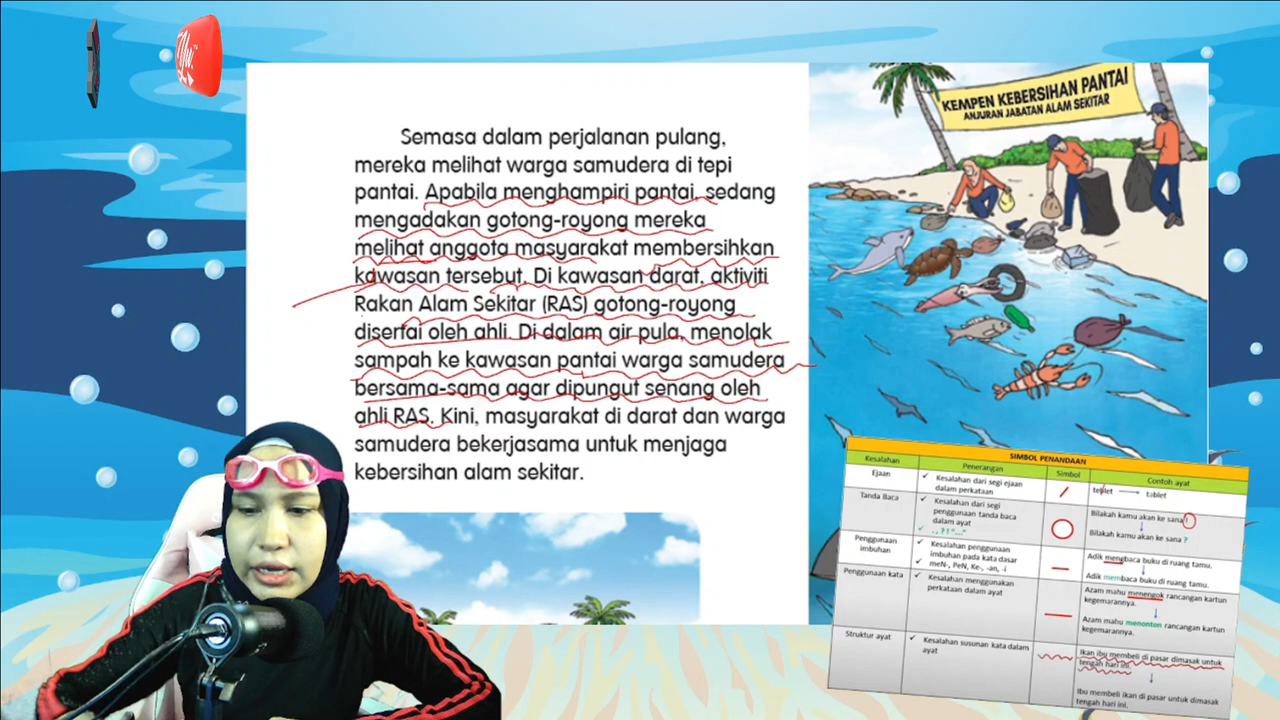 Semasa dalam perjalanan pulang,
mereka melihat warga samudera di tepi
pantai. Apabila menghampiri pantai sedang
mengadakan gotong-royong mereka
melihat anggota masyarakat membersihkan
kawasan tersebut. Di kawasan darat, aktiviti
Rakan Alam Sekitar (RAS) gotong-royong
disertai oleh ahli. Di dalam air pula, menolak
sampah ke kawasan pantai warga samudera
bersama-sama agar dipungut senang oleh
ahli RAS. Kini, masyarakat di darat dan warga
samudera bekerjasama untuk menjaga
kebersihan alam sekitar.
KEMPEN KEBERSIHAN PANTAI
ANJURAN JABATAN ALAM SEKITAR
SIMBOL PENANDAAN
Kesalahan Penerangan Simbol Contoh ayat
Ejaan
✓ Kesalahan dari segi ejaan
dalam perkataan
teblet tablet
Tanda Baca
✓ Kesalahan dari segi
penggunaan tanda baca
dalam ayat
✓ . , ? ! "...."
Bilakah kamu akan ke sana !
Bilakah kamu akan ke sana ?
Penggunaan
imbuhan
✓ Kesalahan penggunaan
imbuhan pada kata dasar
✓ meN-, PeN, Ke-, -an, -i
Adik mengbaca buku di ruang tamu.
Adik membaca buku di ruang tamu.
Penggunaan kata
✓ Kesalahan menggunakan
perkataan dalam ayat
Azam mahu menengok rancangan kartun
kegemarannya.
Azam mahu menonton rancangan kartun
kegemarannya.
Struktur ayat
✓ Kesalahan susunan kata dalam
ayat
Ikan ibu membeli di pasar dimasak untuk
tengah hari ini.
Ibu membeli ikan di pasar untuk dimasak
tengah hari ini.